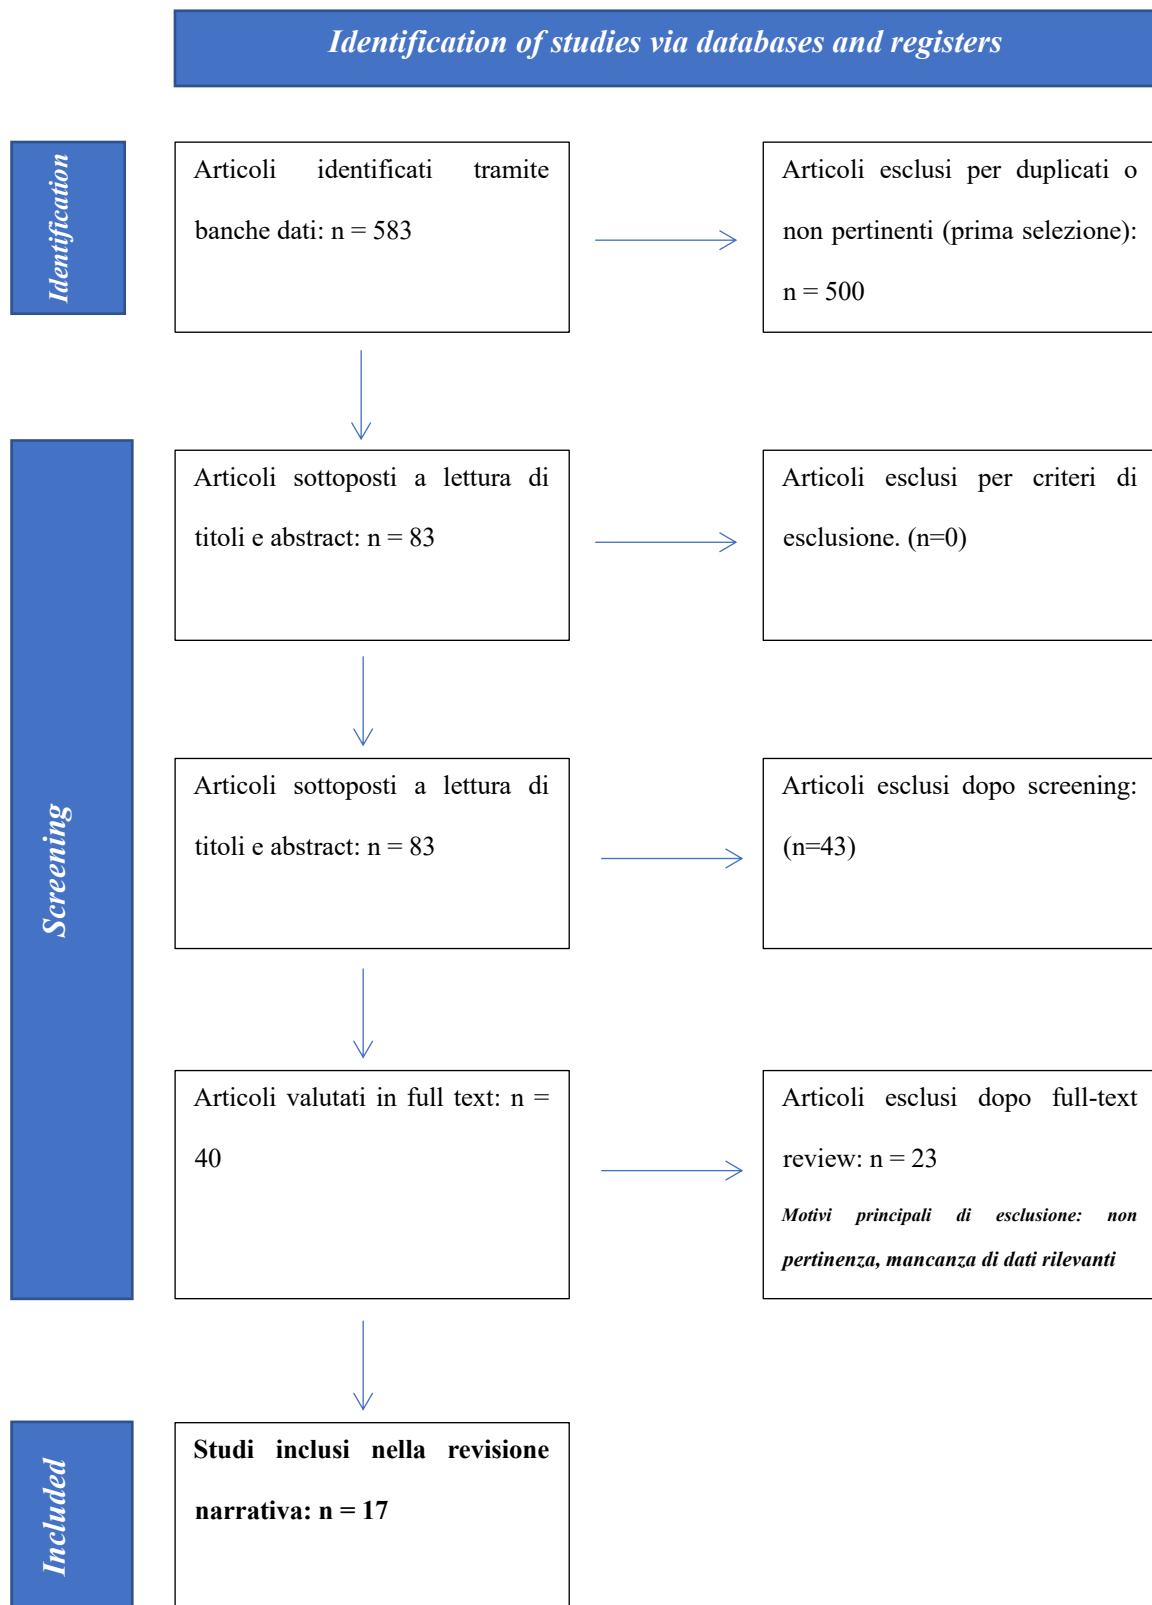 Identification of studies via databases and registers
Identification
Articoli identificati tramite
banche dati: n = 583
Articoli esclusi per duplicati o
non pertinenti (prima selezione):
n = 500
Screening
Articoli sottoposti a lettura di
titoli e abstract: n = 83
Articoli esclusi per criteri di
esclusione. (n=0)
Articoli sottoposti a lettura di
titoli e abstract: n = 83
Articoli esclusi dopo screening:
(n=43)
Articoli valutati in full text: n =
40
Articoli esclusi dopo full-text
review: n = 23
Motivi principali di esclusione: non
pertinenza, mancanza di dati rilevanti
Included
Studi inclusi nella revisione
narrativa: n = 17